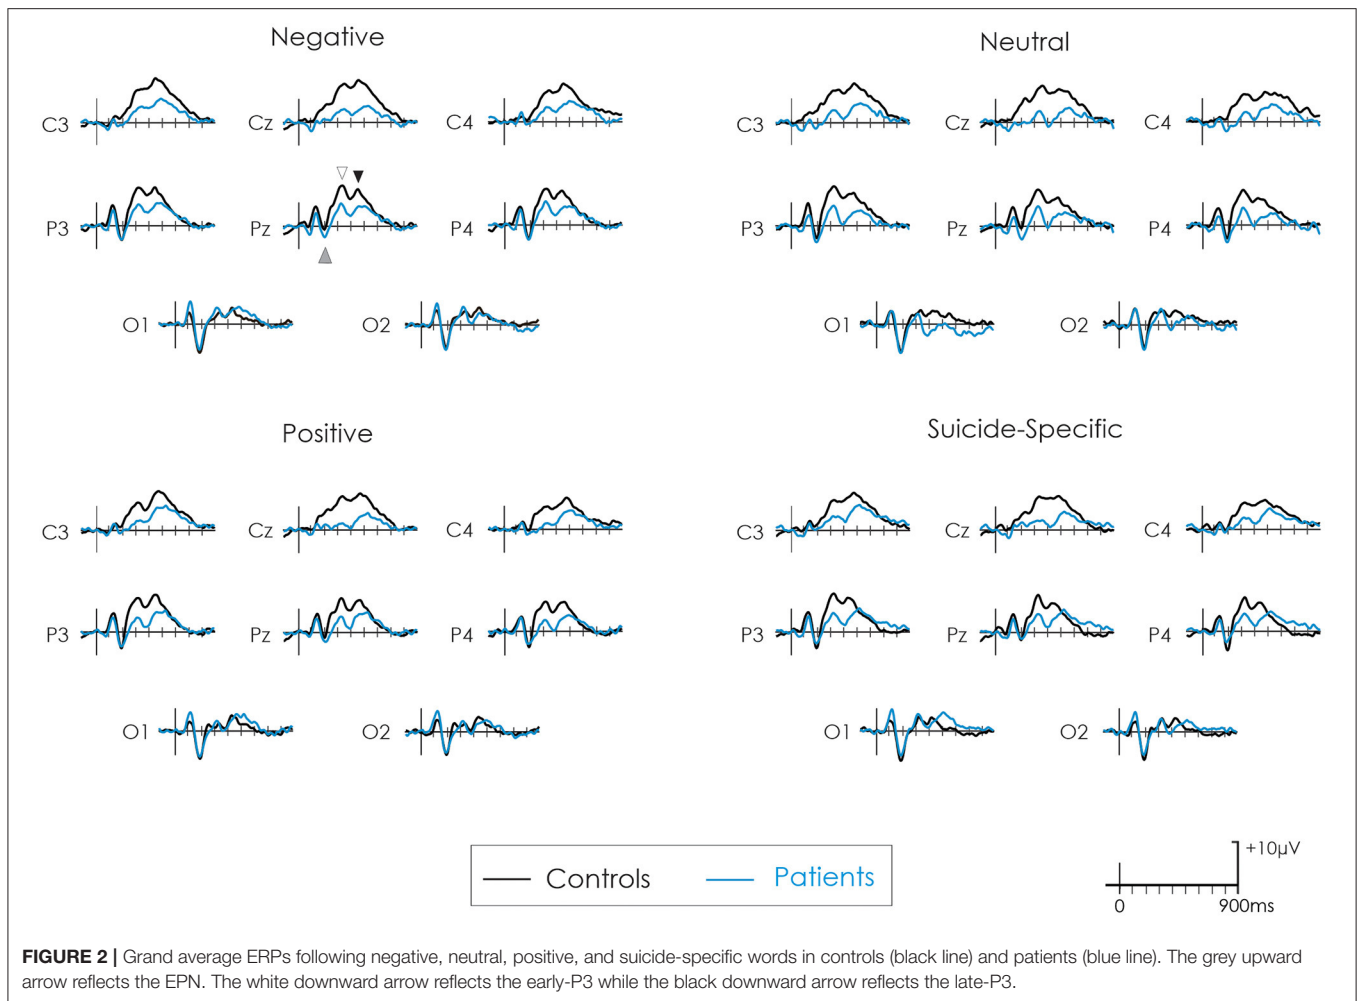 Negative
Neutral
C3
Cz
C4
C3
Cz
C4
P3
Pz
P4
P3
Pz
P4
O1
O2
O1
O2
Positive
Suicide-Specific
C3
Cz
C4
C3
Cz
C4
P3
Pz
P4
P3
Pz
P4
O1
O2
O1
O2
+10µV
Controls
Patients
0
900ms
FIGURE 2 | Grand average ERPs following negative, neutral, positive, and suicide-specific words in controls (black line) and patients (blue line). The grey upward
arrow reflects the EPN. The white downward arrow reflects the early-P3 while the black downward arrow reflects the late-P3.